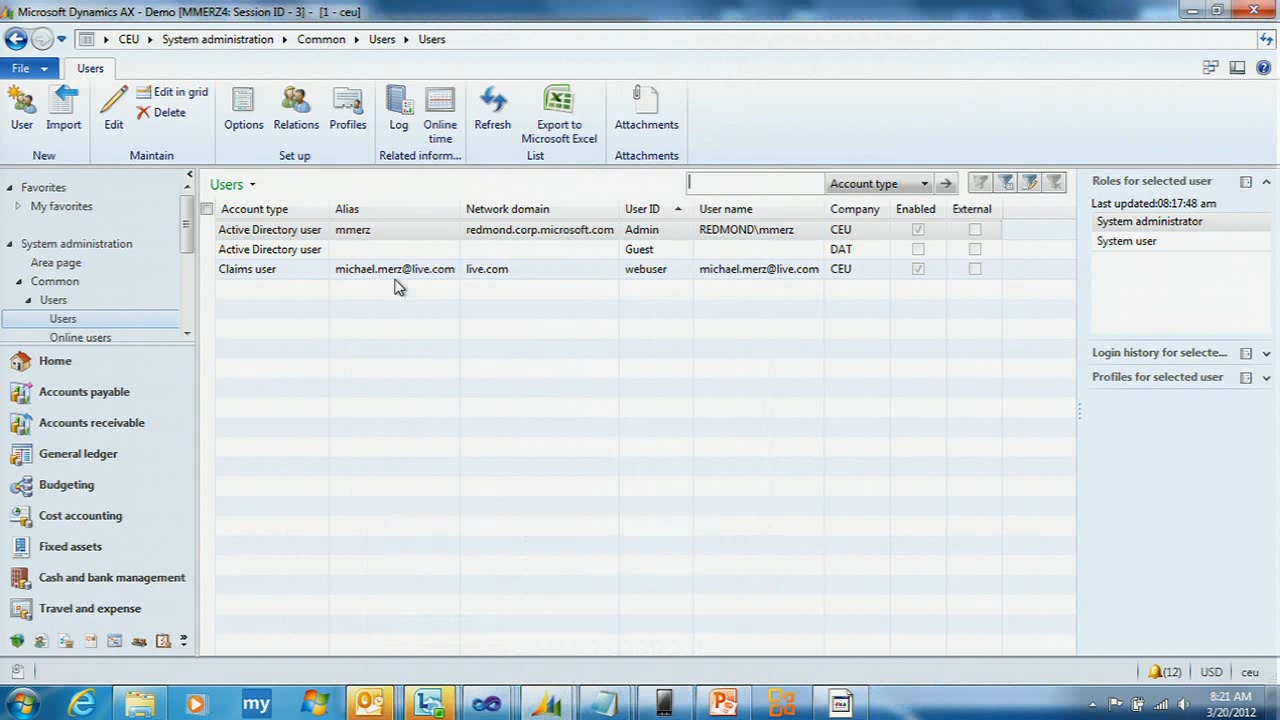 Microsoft Dynamics AX - Demo [MMERZ4: Session ID - 3] - [1 - ceu]
CEU System administration Common Users Users
File Users
User Import Edit Edit in grid Delete Options Relations Profiles Log Online time Refresh Export to Microsoft Excel Attachments
New Maintain Set up Related inform... List Attachments
Favorites
My favorites
System administration
Area page
Common
Users
Users
Online users
Home
Accounts payable
Accounts receivable
General ledger
Budgeting
Cost accounting
Fixed assets
Cash and bank management
Travel and expense
Users Account type
Account type Alias Network domain User ID User name Company Enabled External
Active Directory user mmerz redmond.corp.microsoft.com Admin REDMOND\mmerz CEU
Active Directory user Guest DAT
Claims user michael.merz@live.com live.com webuser michael.merz@live.com CEU
Roles for selected user
Last updated:08:17:48 am
System administrator
System user
Login history for selecte...
Profiles for selected user
(12) USD ceu
my
8:21 AM
3/20/2012